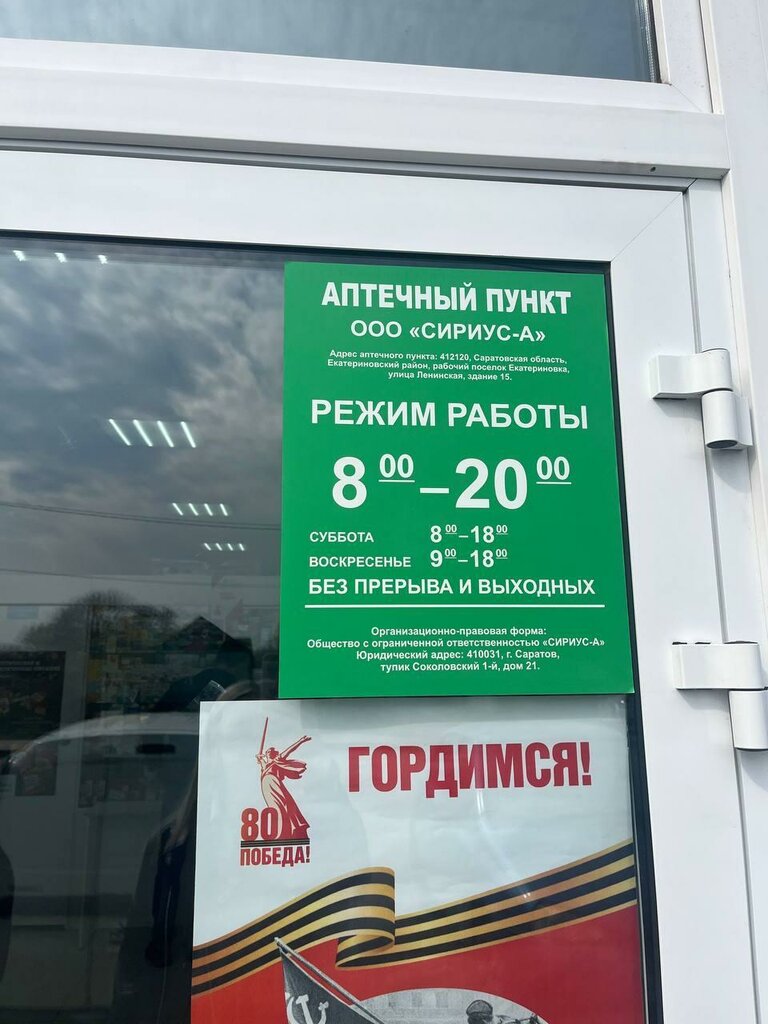 АПТЕЧНЫЙ ПУНКТ
ООО «СИРИУС-А»
Адрес аптечного пункта: 412120, Саратовская область,
Екатериновский район, рабочий поселок Екатериновка,
улица Ленинская, здание 15.
РЕЖИМ РАБОТЫ
8 00 – 20 00
СУББОТА 8 00 – 18 00
ВОСКРЕСЕНЬЕ 9 00 – 18 00
БЕЗ ПРЕРЫВА И ВЫХОДНЫХ
Организационно-правовая форма:
Общество с ограниченной ответственностью «СИРИУС-А»
Юридический адрес: 410031, г. Саратов,
тупик Соколовский 1-й, дом 21.
ГОРДИМСЯ!
80
ПОБЕДА!